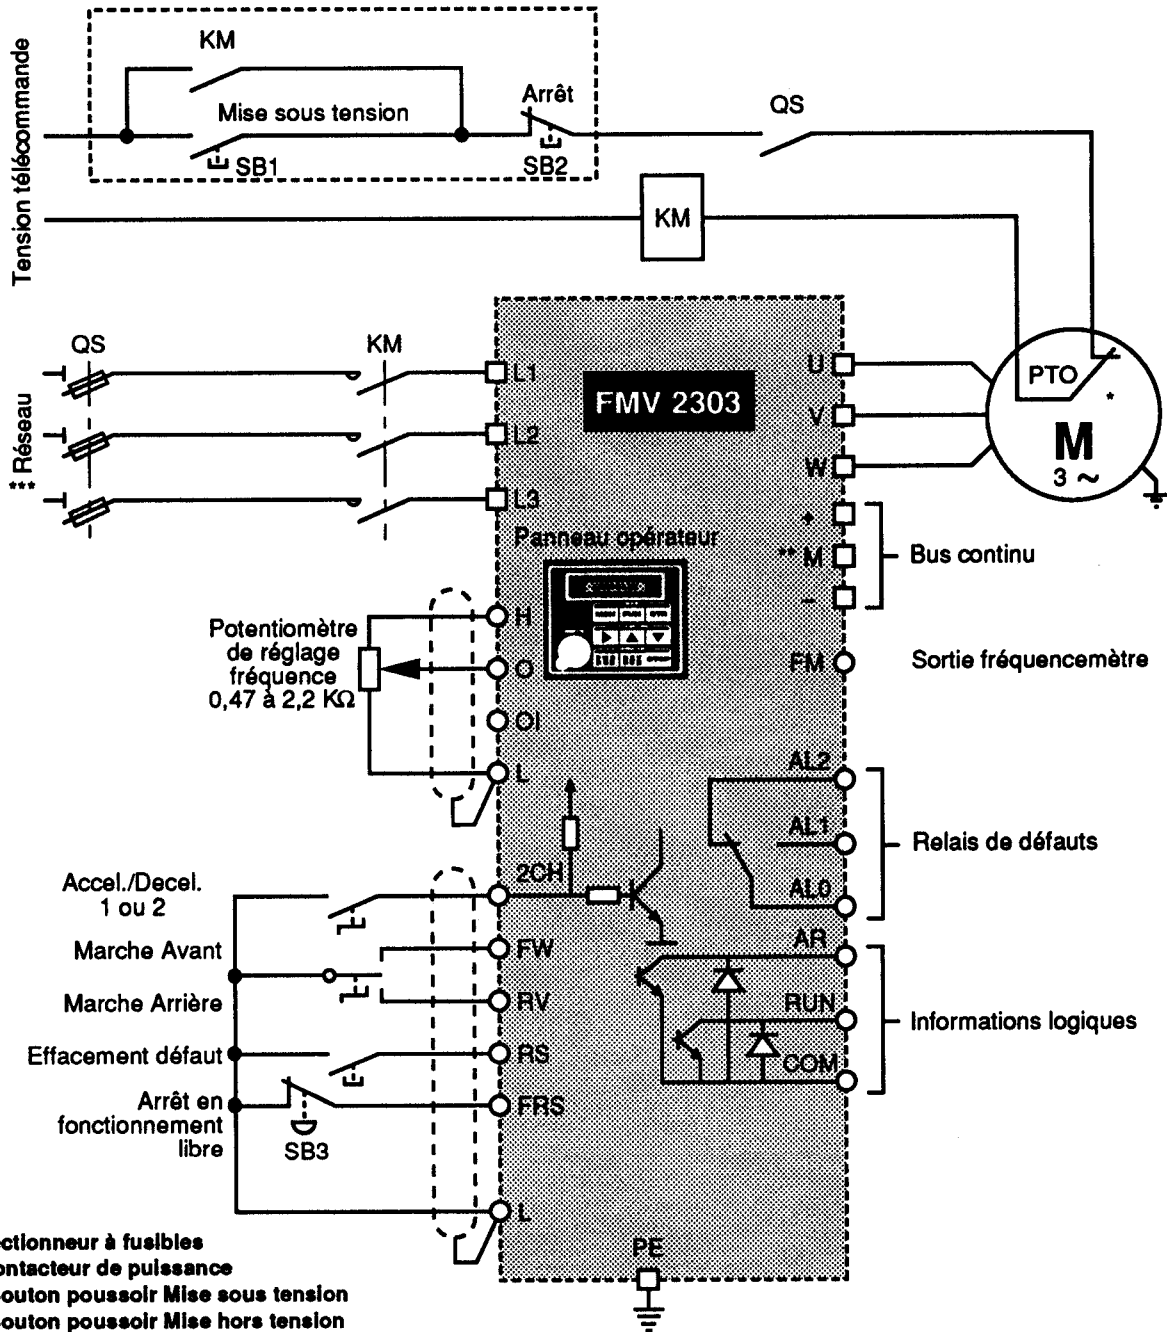 Tension télécommande
KM
Mise sous tension
SB1
Arrêt
SB2
QS
KM
QS
KM
*** Réseau
L1
L2
L3
FMV 2303
U
V
W
PTO
*
M
3 ~
+
** M
–
Bus continu
Panneau opérateur
Potentiomètre
de réglage
fréquence
0,47 à 2,2 KΩ
H
O
OI
L
FM
Sortie fréquencemètre
AL2
AL1
AL0
Relais de défauts
Accel./Decel.
1 ou 2
2CH
Marche Avant
FW
Marche Arrière
RV
Effacement défaut
RS
Arrêt en
fonctionnement
libre
SB3
FRS
L
AR
RUN
COM
Informations logiques
PE
ctionneur à fusibles
ontacteur de puissance
outon poussoir Mise sous tension
outon poussoir Mise hors tension